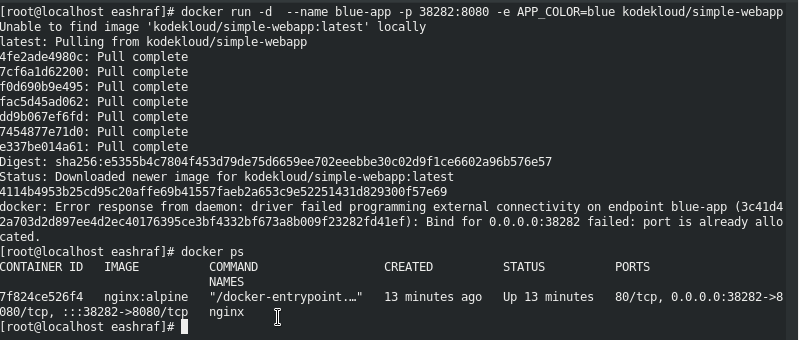 [root@localhost eashraf]# docker run -d  --name blue-app -p 38282:8080 -e APP_COLOR=blue kodekloud/simple-webapp
Unable to find image 'kodekloud/simple-webapp:latest' locally
latest: Pulling from kodekloud/simple-webapp
4fe2ade4980c: Pull complete
7cf6a1d62200: Pull complete
f0d690b9e495: Pull complete
fac5d45ad062: Pull complete
dd9b067ef6fd: Pull complete
7454877e71d0: Pull complete
e337be014a61: Pull complete
Digest: sha256:e5355b4c7804f453d79de75d6659ee702eeebbe30c02d9f1ce6602a96b576e57
Status: Downloaded newer image for kodekloud/simple-webapp:latest
4114b4953b25cd95c20affe69b41557faeb2a653c9e52251431d829300f57e69
docker: Error response from daemon: driver failed programming external connectivity on endpoint blue-app (3c41d4
2a703d2d897ee4d2ec40176395ce3bf4332bf673a8b009f23282fd41ef): Bind for 0.0.0.0:38282 failed: port is already allo
cated.
[root@localhost eashraf]# docker ps
CONTAINER ID   IMAGE          COMMAND                  CREATED          STATUS          PORTS
NAMES
7f824ce526f4   nginx:alpine   "/docker-entrypoint.…"   13 minutes ago   Up 13 minutes   80/tcp, 0.0.0.0:38282->8
080/tcp, :::38282->8080/tcp   nginx
[root@localhost eashraf]#